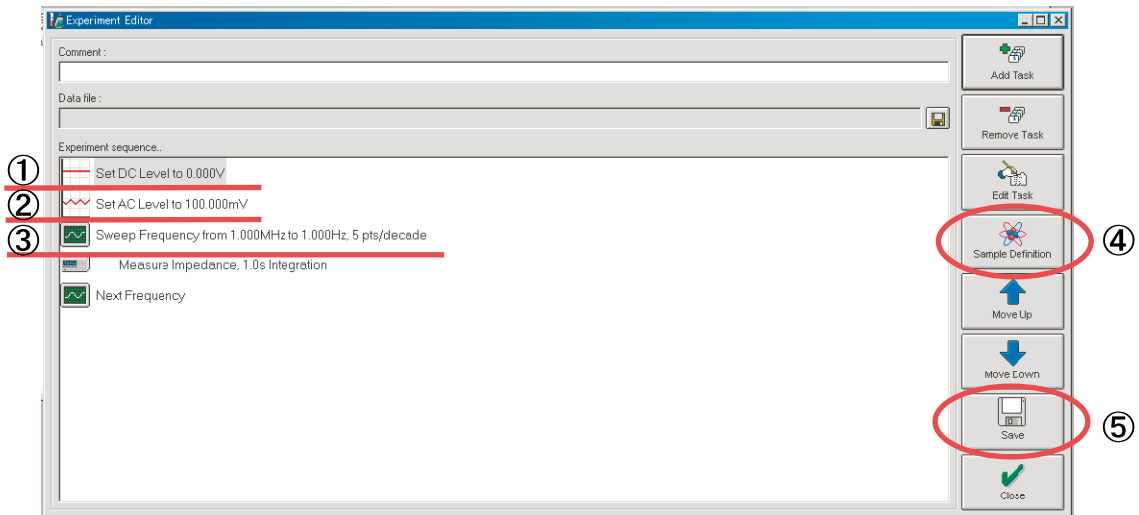 Experiment Editor
Comment :
Data file :
Experiment sequence..
① Set DC Level to 0.000V
② Set AC Level to 100.000mV
③ Sweep Frequency from 1.000MHz to 1.000Hz, 5 pts/decade
Measure Impedance, 1.0s Integration
Next Frequency
Add Task
Remove Task
Edit Task
Sample Definition ④
Move Up
Move Down
Save ⑤
Close